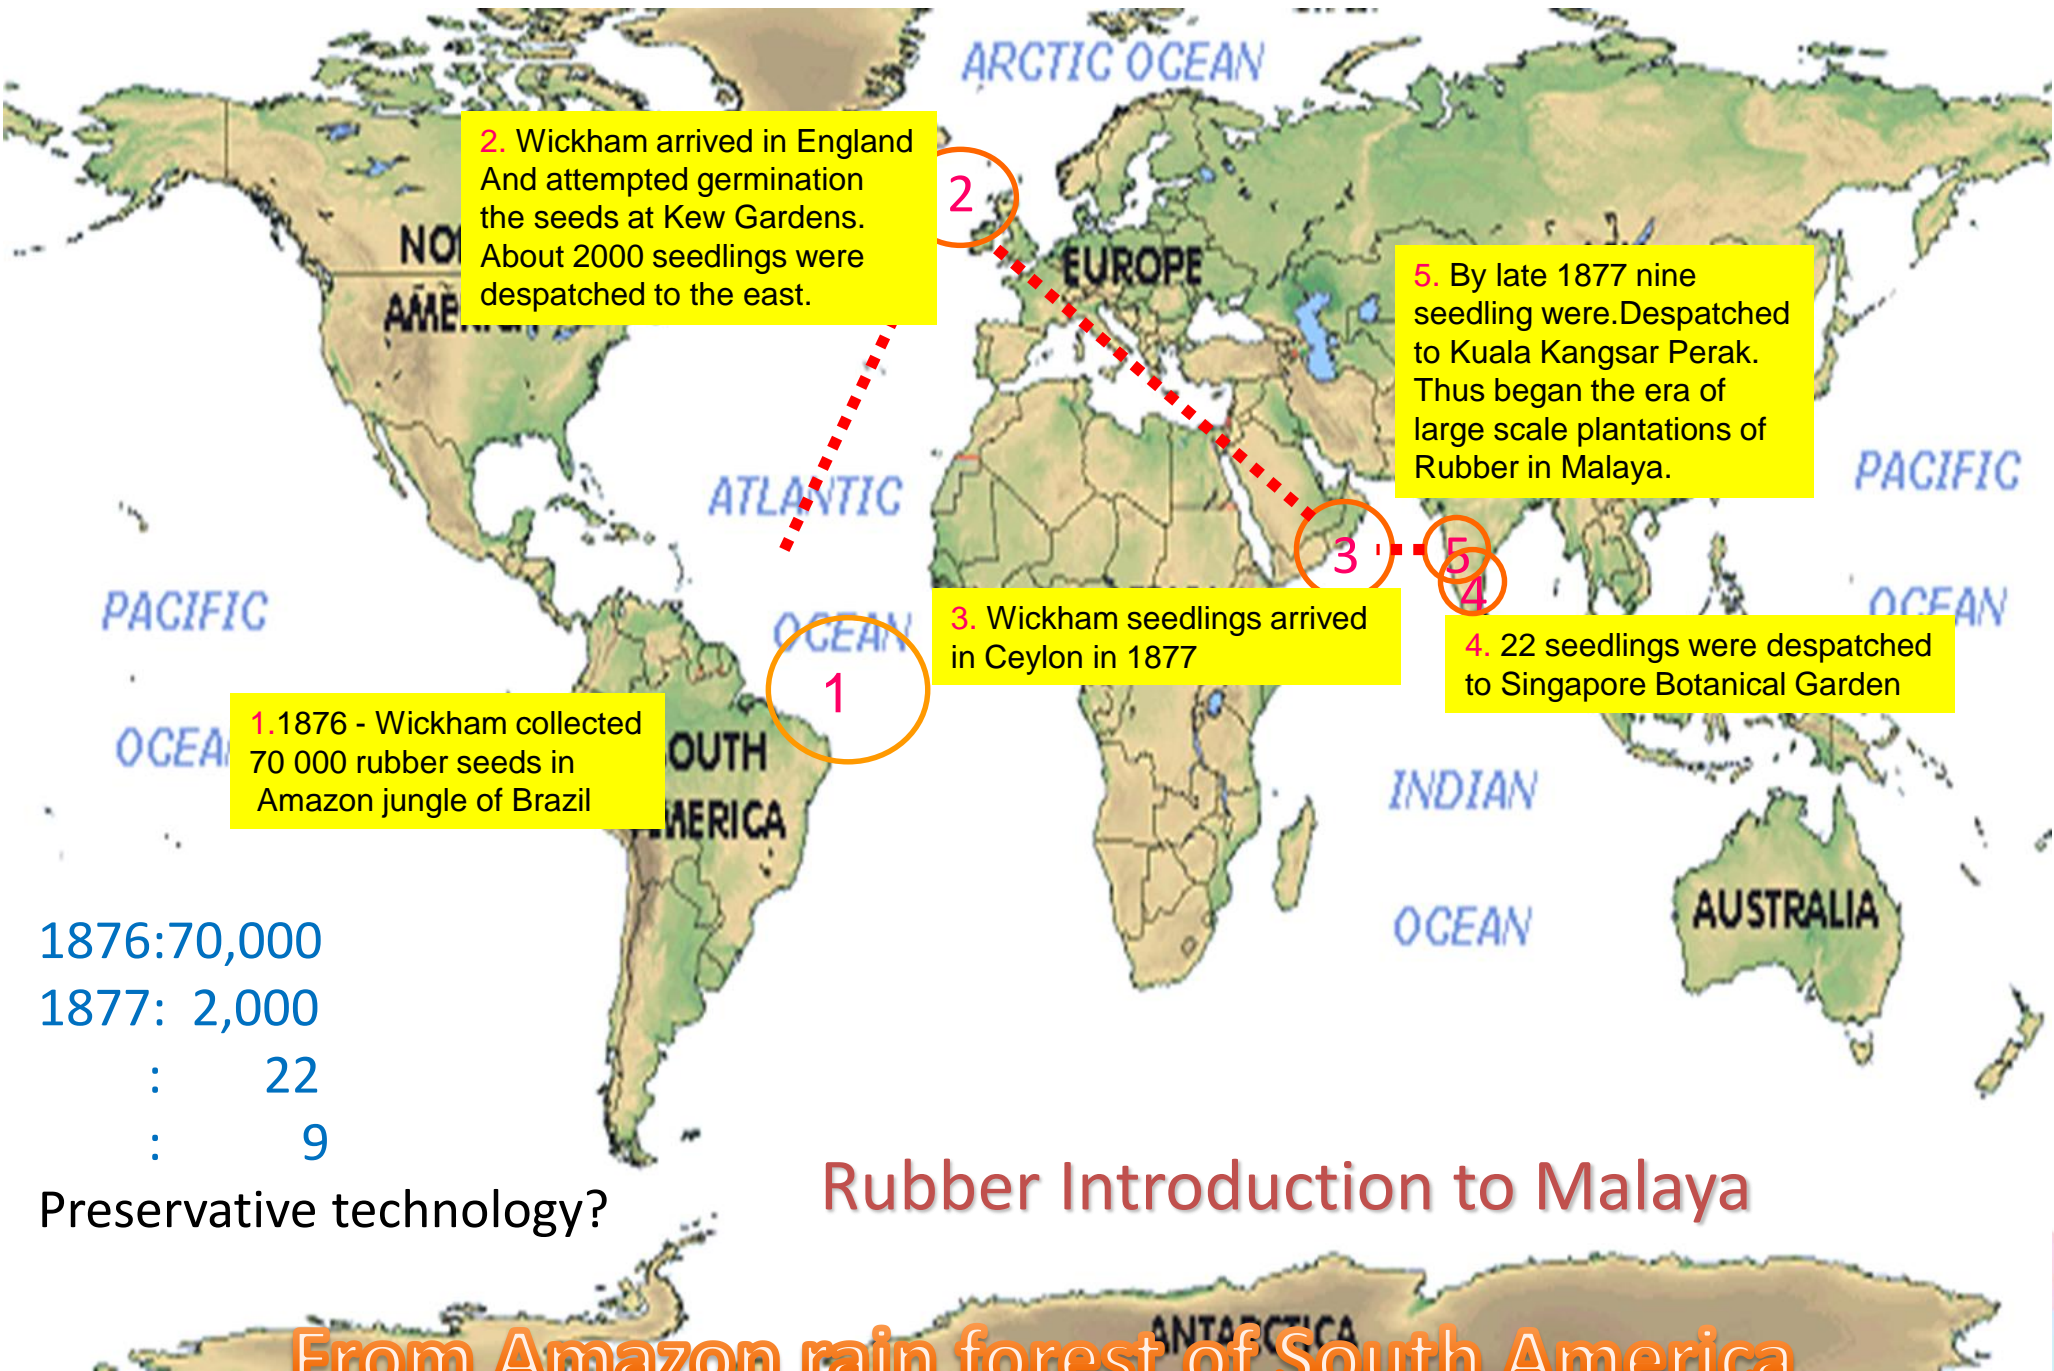 ARCTIC OCEAN
2. Wickham arrived in England
And attempted germination
the seeds at Kew Gardens.
About 2000 seedlings were
despatched to the east.
2
EUROPE
5. By late 1877 nine
seedling were.Despatched
to Kuala Kangsar Perak.
Thus began the era of
large scale plantations of
Rubber in Malaya.
ATLANTIC
OCEAN
PACIFIC
OCEAN
3
5
4
PACIFIC
3. Wickham seedlings arrived
in Ceylon in 1877
4. 22 seedlings were despatched
to Singapore Botanical Garden
1
1.1876 - Wickham collected
70 000 rubber seeds in
Amazon jungle of Brazil
INDIAN
OCEAN
AUSTRALIA
1876:70,000
1877: 2,000
: 22
: 9
Preservative technology?
Rubber Introduction to Malaya
ANTARCTICA
From Amazon rain forest of South America